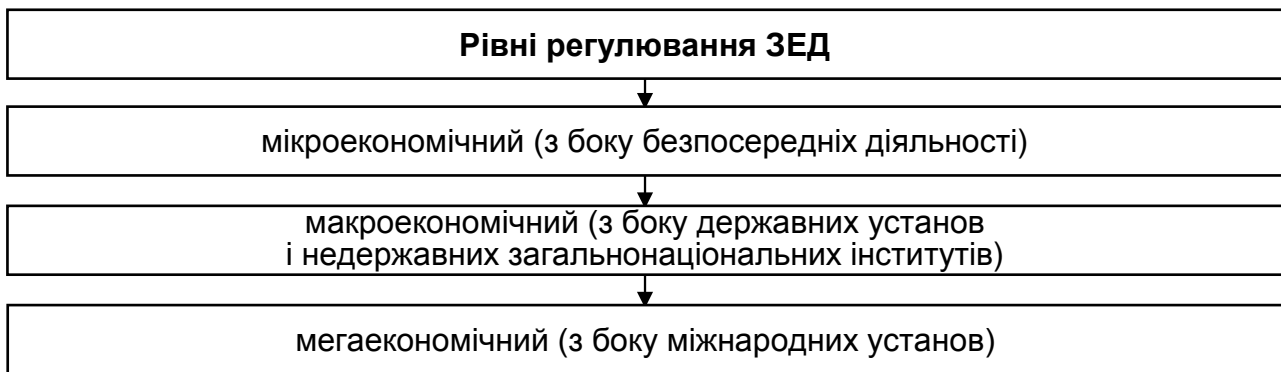 Рівні регулювання ЗЕД
мікроекономічний (з боку безпосередніх діяльності)
макроекономічний (з боку державних установ
і недержавних загальнонаціональних інститутів)
мегаекономічний (з боку міжнародних установ)